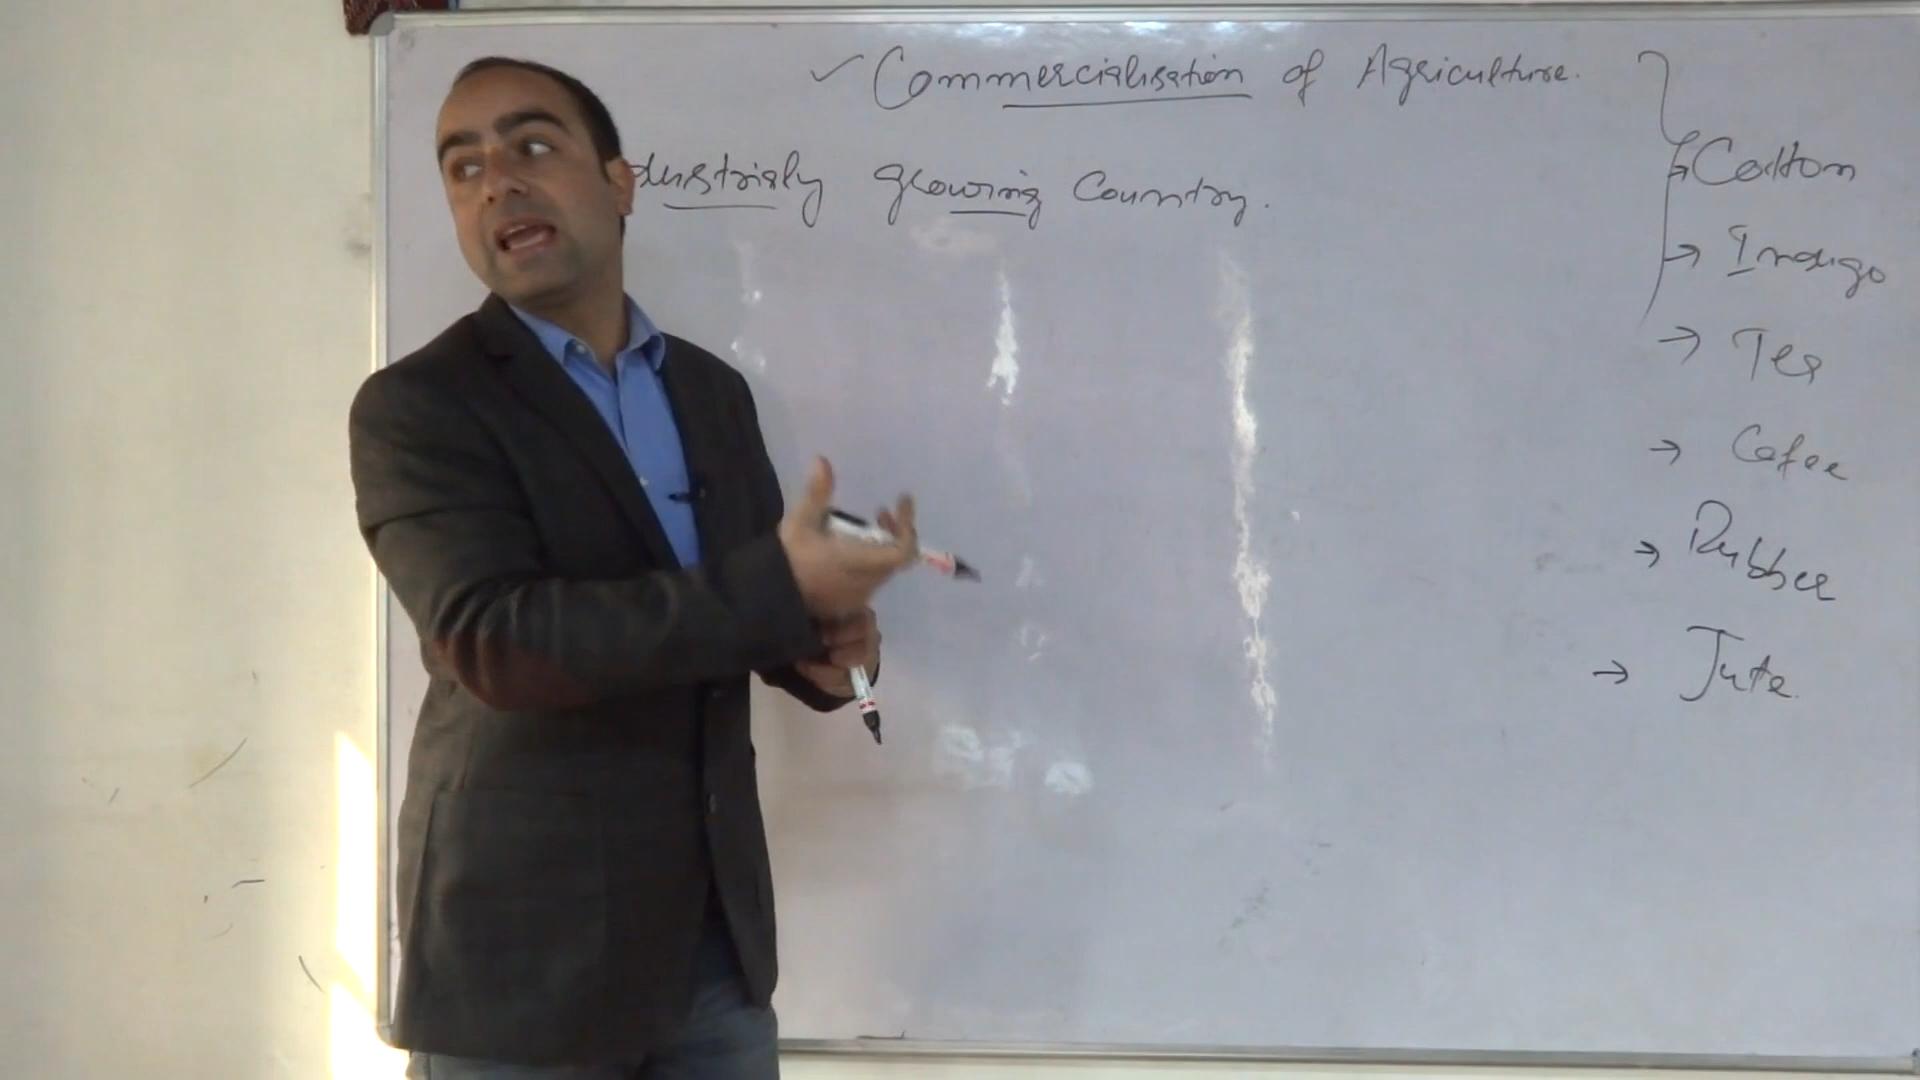 ✓ Commercialisation of Agriculture.
dustrialy growing Country.
→ Cotton
→ Indigo
→ Tea
→ Cofee
→ Rubber
→ Jute.